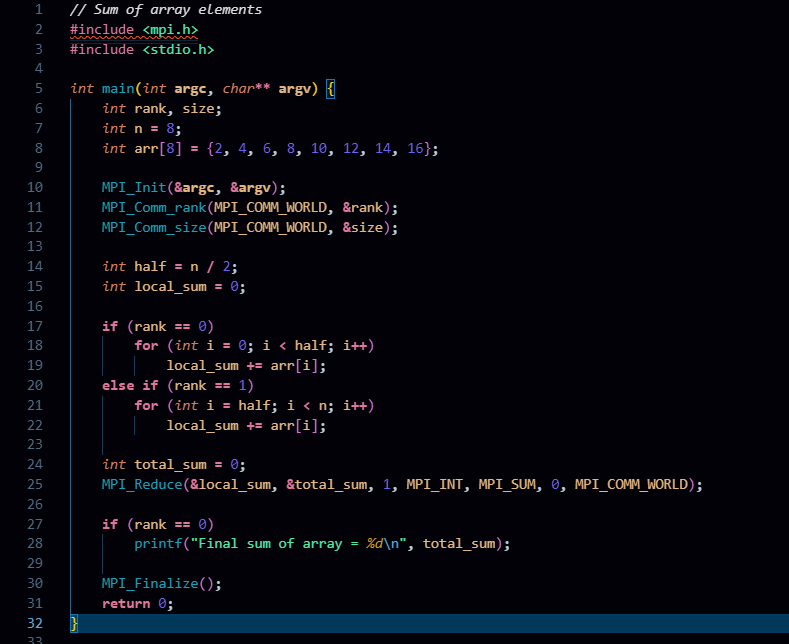 1 // Sum of array elements
2 #include <mpi.h>
3 #include <stdio.h>
4
5 int main(int argc, char** argv) {
6     int rank, size;
7     int n = 8;
8     int arr[8] = {2, 4, 6, 8, 10, 12, 14, 16};
9
10     MPI_Init(&argc, &argv);
11     MPI_Comm_rank(MPI_COMM_WORLD, &rank);
12     MPI_Comm_size(MPI_COMM_WORLD, &size);
13
14     int half = n / 2;
15     int local_sum = 0;
16
17     if (rank == 0)
18         for (int i = 0; i < half; i++)
19             local_sum += arr[i];
20     else if (rank == 1)
21         for (int i = half; i < n; i++)
22             local_sum += arr[i];
23
24     int total_sum = 0;
25     MPI_Reduce(&local_sum, &total_sum, 1, MPI_INT, MPI_SUM, 0, MPI_COMM_WORLD);
26
27     if (rank == 0)
28         printf("Final sum of array = %d\n", total_sum);
29
30     MPI_Finalize();
31     return 0;
32 }
33